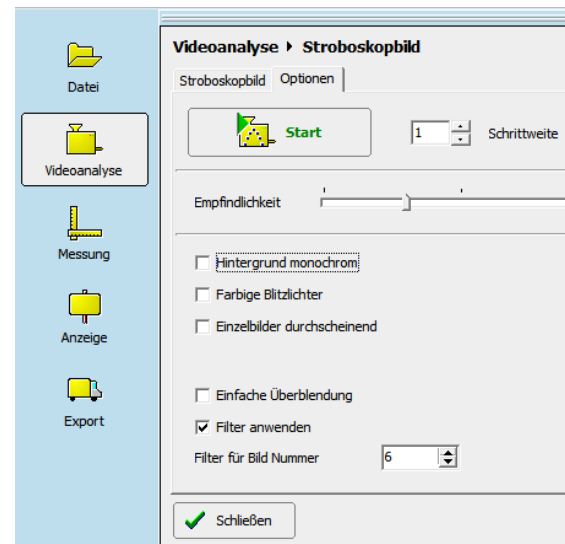 Datei
Videoanalyse
Messung
Anzeige
Export
Videoanalyse ▸ Stroboskopbild
Stroboskopbild Optionen
Start 1 Schrittweite
Empfindlichkeit
Hintergrund monochrom
Farbige Blitzlichter
Einzelbilder durchscheinend
Einfache Überblendung
Filter anwenden
Filter für Bild Nummer 6
Schließen